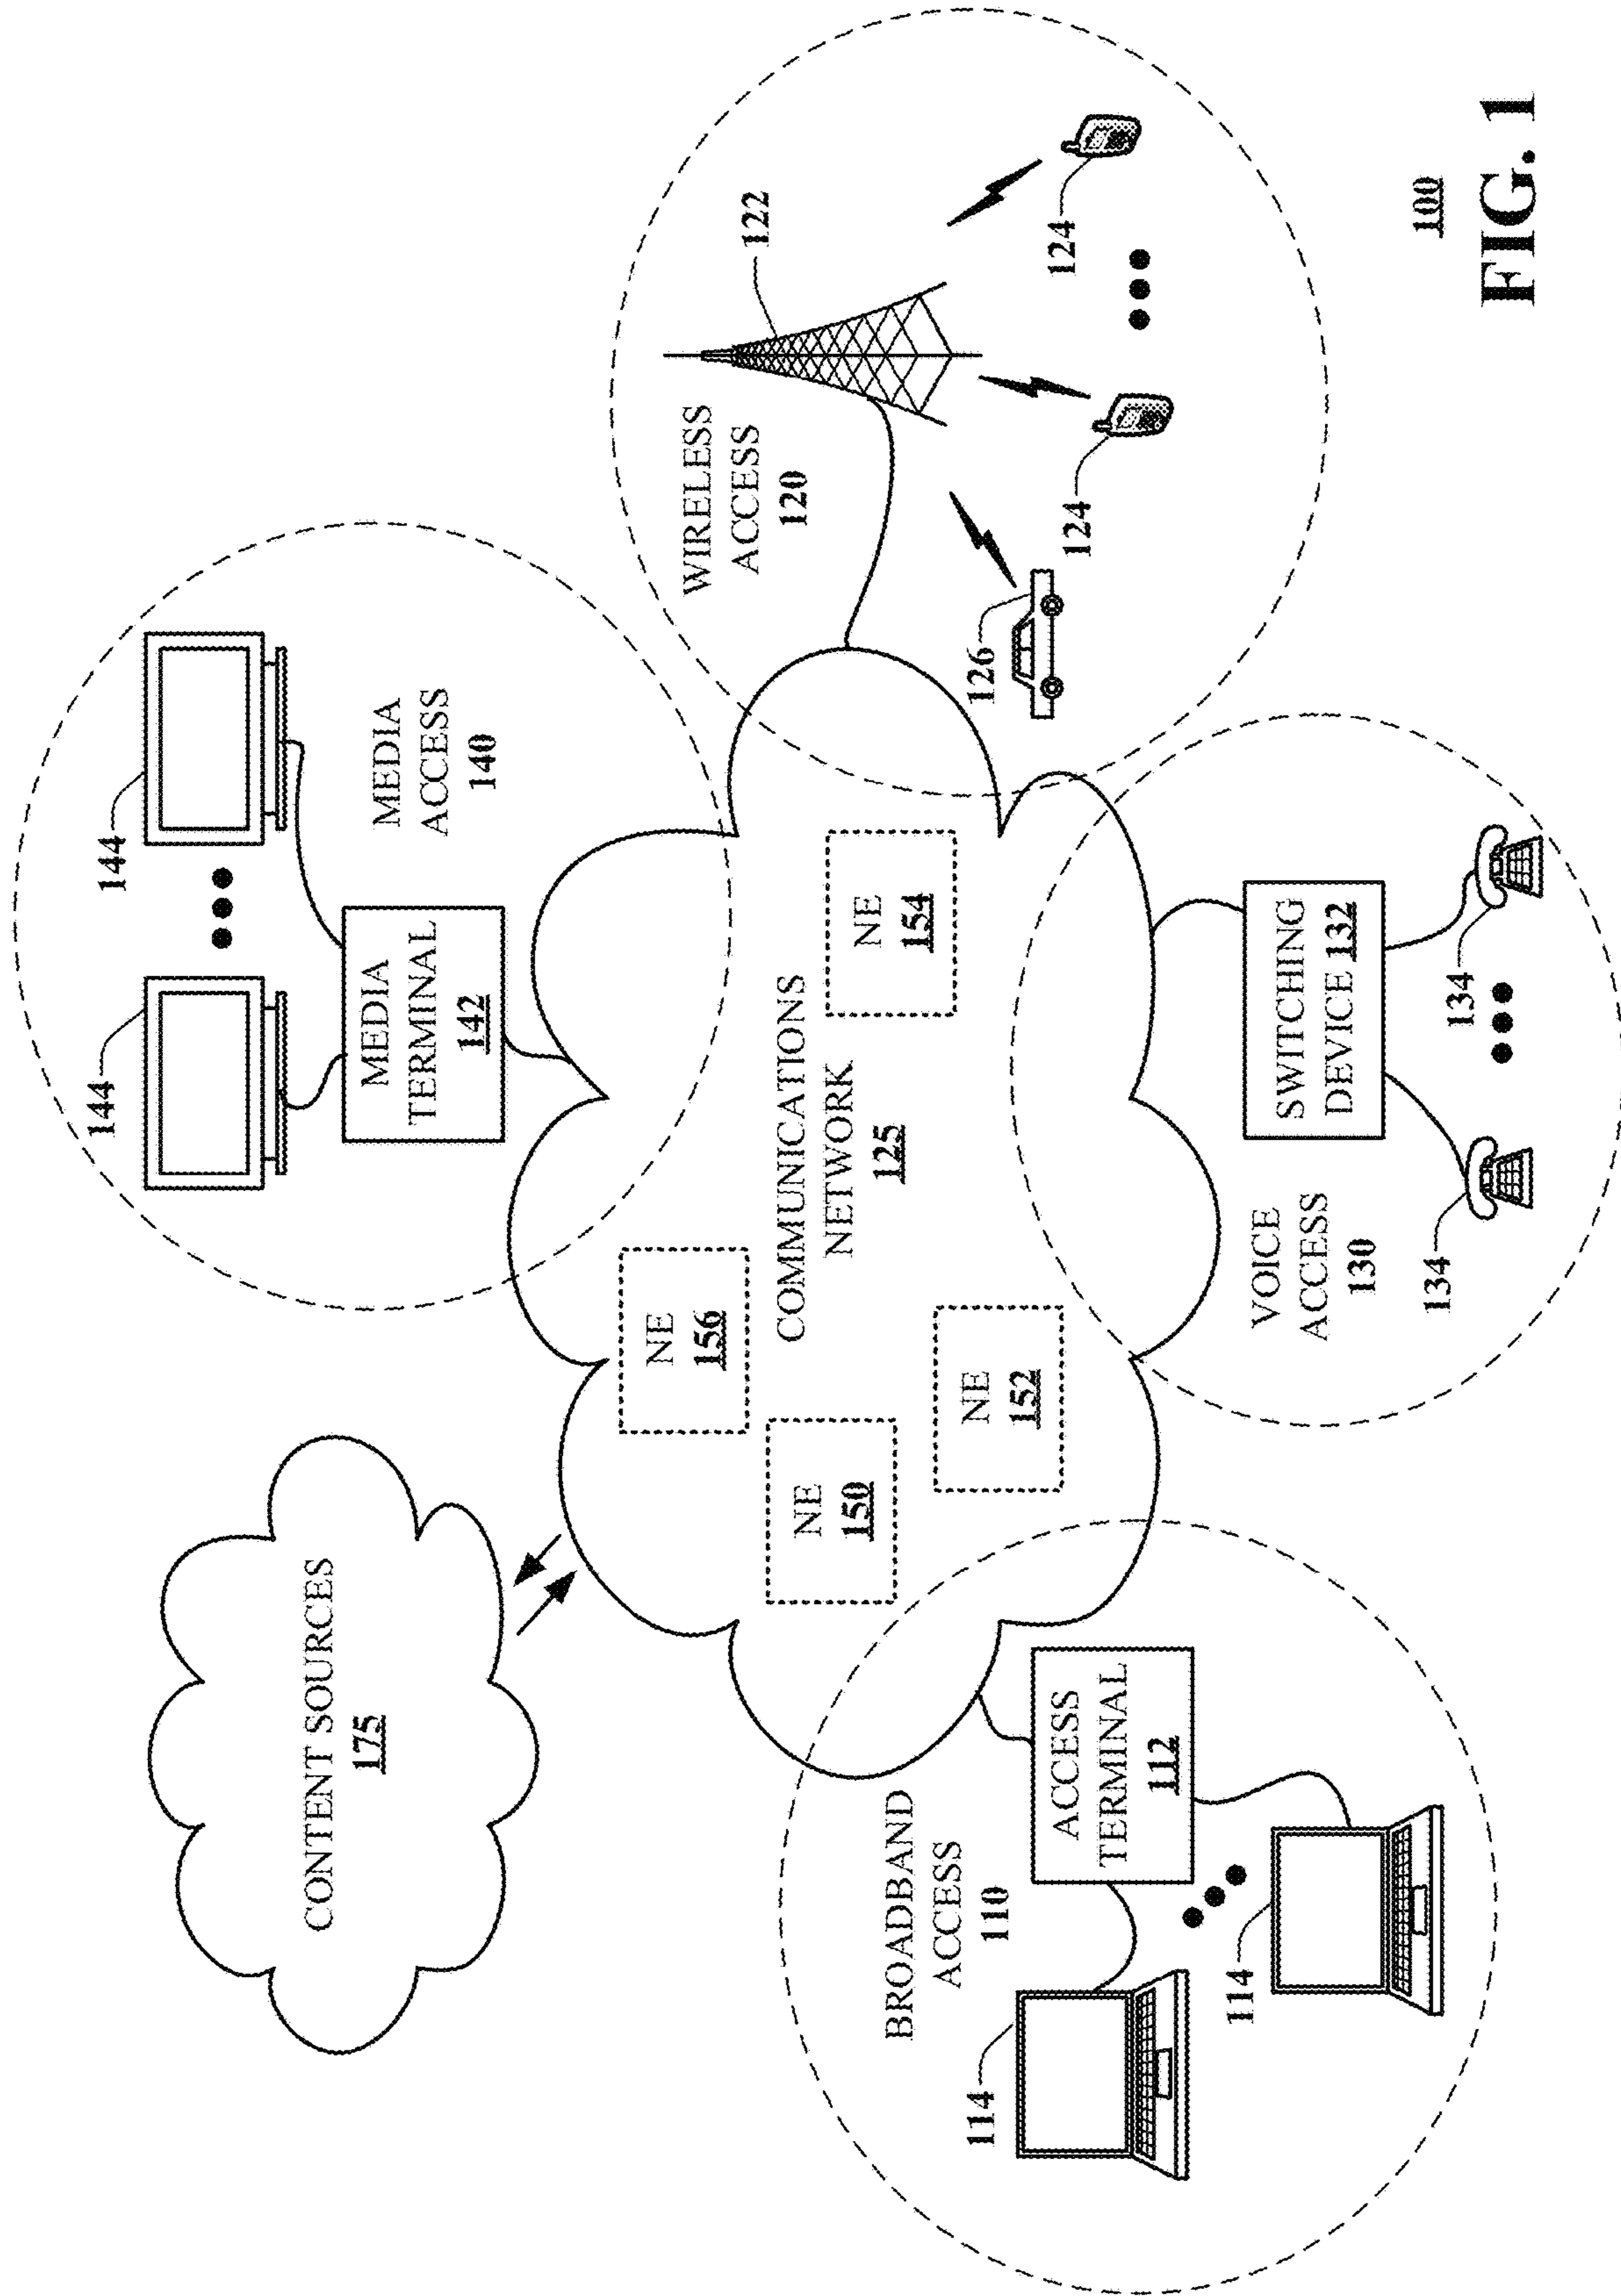 CONTENT SOURCES
175
144
144
MEDIA
TERMINAL
142
MEDIA
ACCESS
140
WIRELESS
ACCESS
120
122
NE
156
NE
150
NE
152
COMMUNICATIONS
NETWORK
125
NE
154
BROADBAND
ACCESS
110
ACCESS
TERMINAL
112
114
114
126
124
124
VOICE
ACCESS
130
SWITCHING
DEVICE 132
134
134
100
FIG. 1